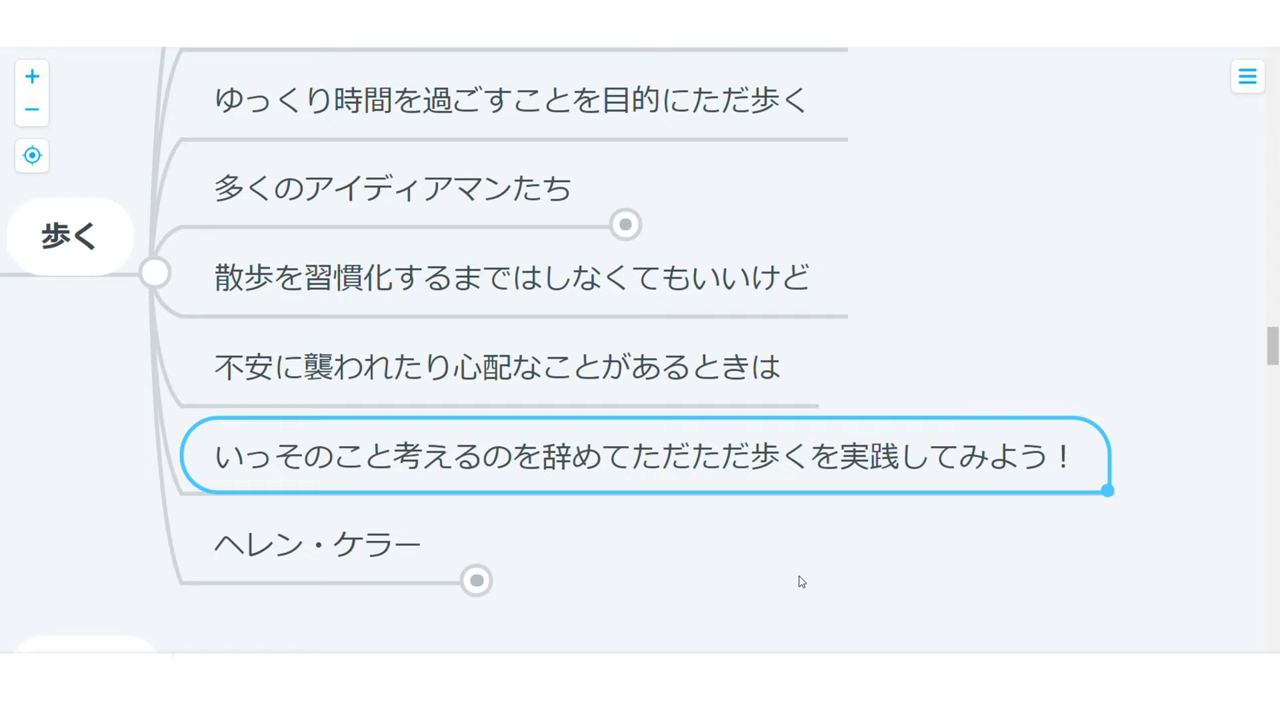 ゆっくり時間を過ごすことを目的にただ歩く
多くのアイディアマンたち
歩く
散歩を習慣化するまではしなくてもいいけど
不安に襲われたり心配なことがあるときは
いっそのこと考えるのを辞めてただただ歩くを実践してみよう！
ヘレン・ケラー